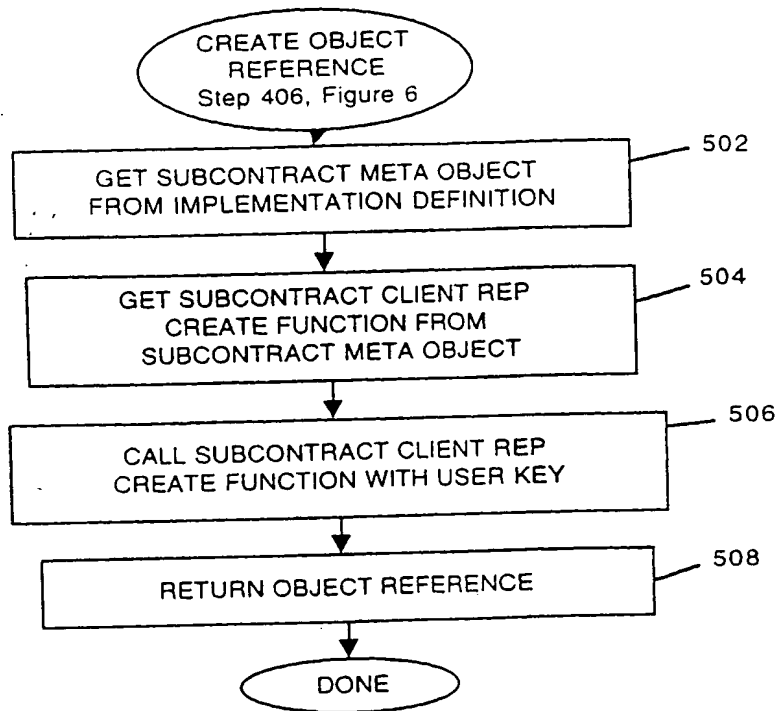 CREATE OBJECT
REFERENCE
Step 406, Figure 6
502
GET SUBCONTRACT META OBJECT
FROM IMPLEMENTATION DEFINITION
504
GET SUBCONTRACT CLIENT REP
CREATE FUNCTION FROM
SUBCONTRACT META OBJECT
506
CALL SUBCONTRACT CLIENT REP
CREATE FUNCTION WITH USER KEY
508
RETURN OBJECT REFERENCE
DONE